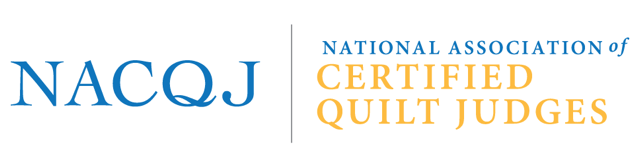 NACQJ
NATIONAL ASSOCIATION of
CERTIFIED
QUILT JUDGES